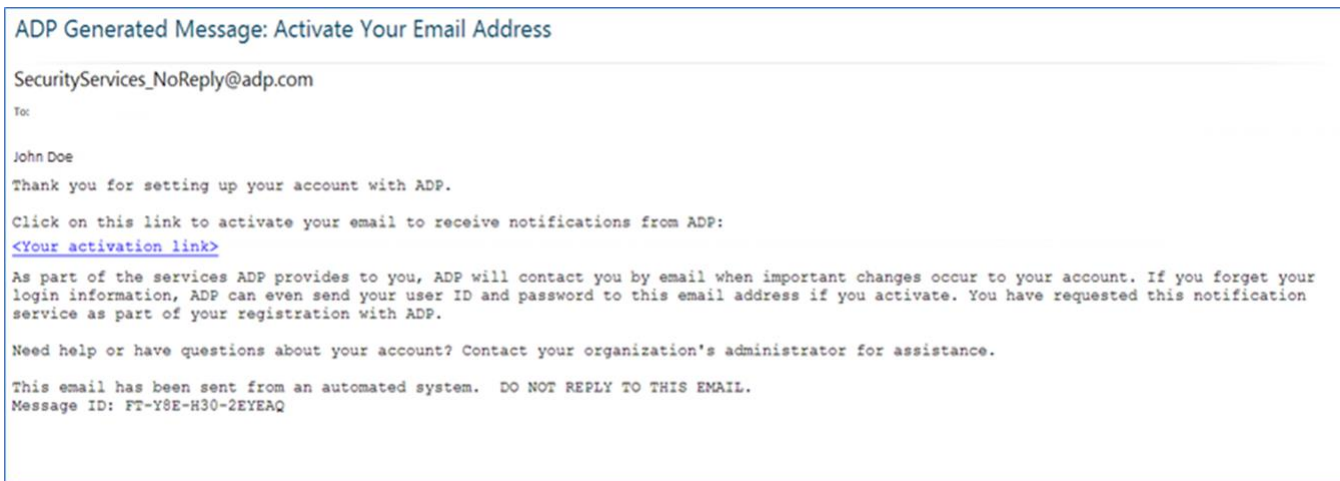 ADP Generated Message: Activate Your Email Address
SecurityServices_NoReply@adp.com
To:
John Doe
Thank you for setting up your account with ADP.
Click on this link to activate your email to receive notifications from ADP:
<Your activation link>
As part of the services ADP provides to you, ADP will contact you by email when important changes occur to your account. If you forget your
login information, ADP can even send your user ID and password to this email address if you activate. You have requested this notification
service as part of your registration with ADP.
Need help or have questions about your account? Contact your organization's administrator for assistance.
This email has been sent from an automated system.  DO NOT REPLY TO THIS EMAIL.
Message ID: FT-Y8E-H30-2EYEAQ